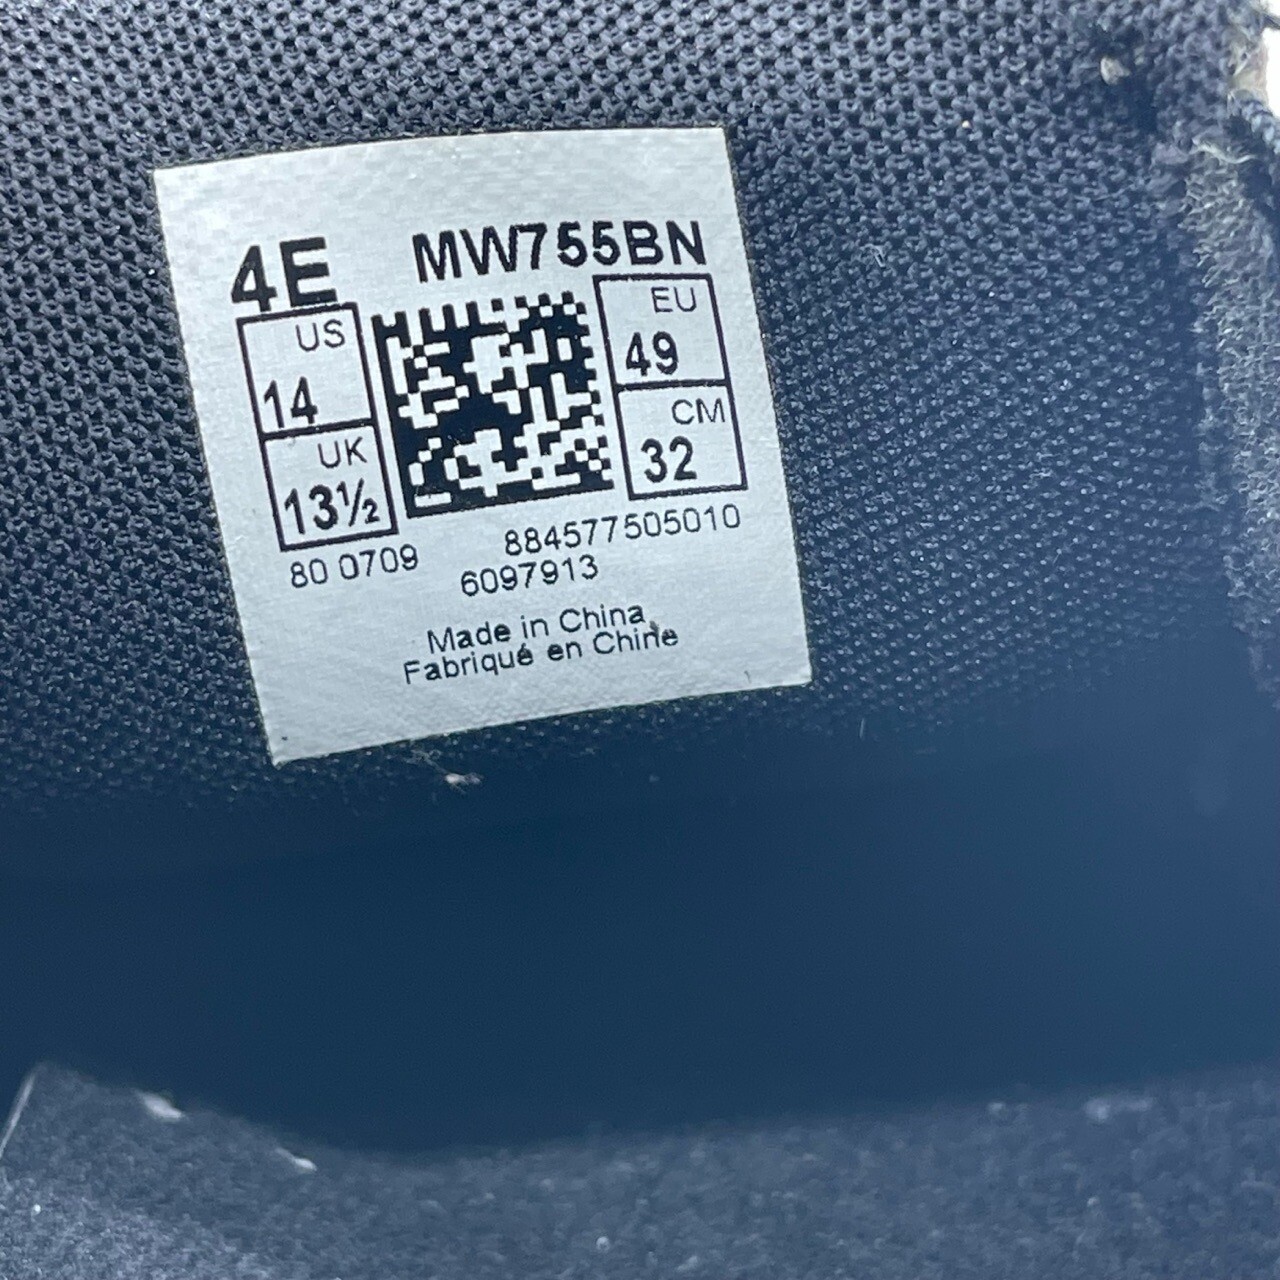 4E MW755BN
US
14
UK
13½
EU
49
CM
32
80 0709 884577505010
6097913
Made in China
Fabriqué en Chine